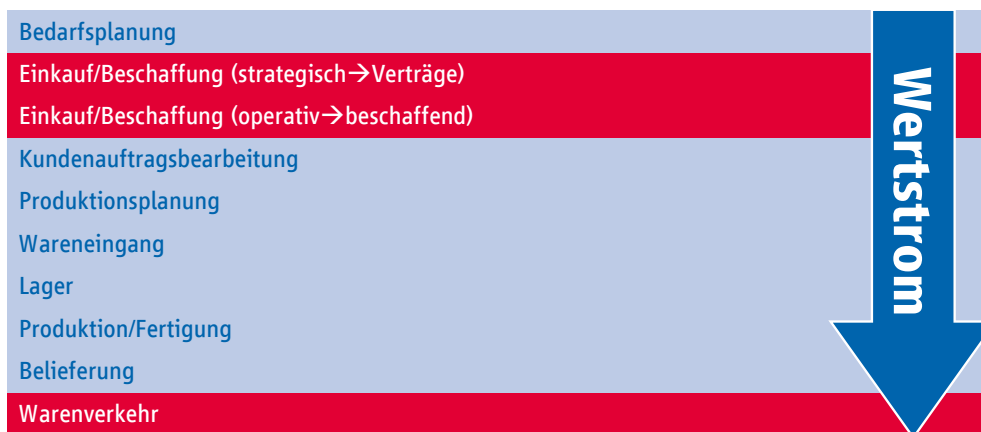 Bedarfsplanung
Einkauf/Beschaffung (strategisch→Verträge)
Einkauf/Beschaffung (operativ→beschaffend)
Kundenauftragsbearbeitung
Produktionsplanung
Wareneingang
Lager
Produktion/Fertigung
Belieferung
Warenverkehr
Wertstrom